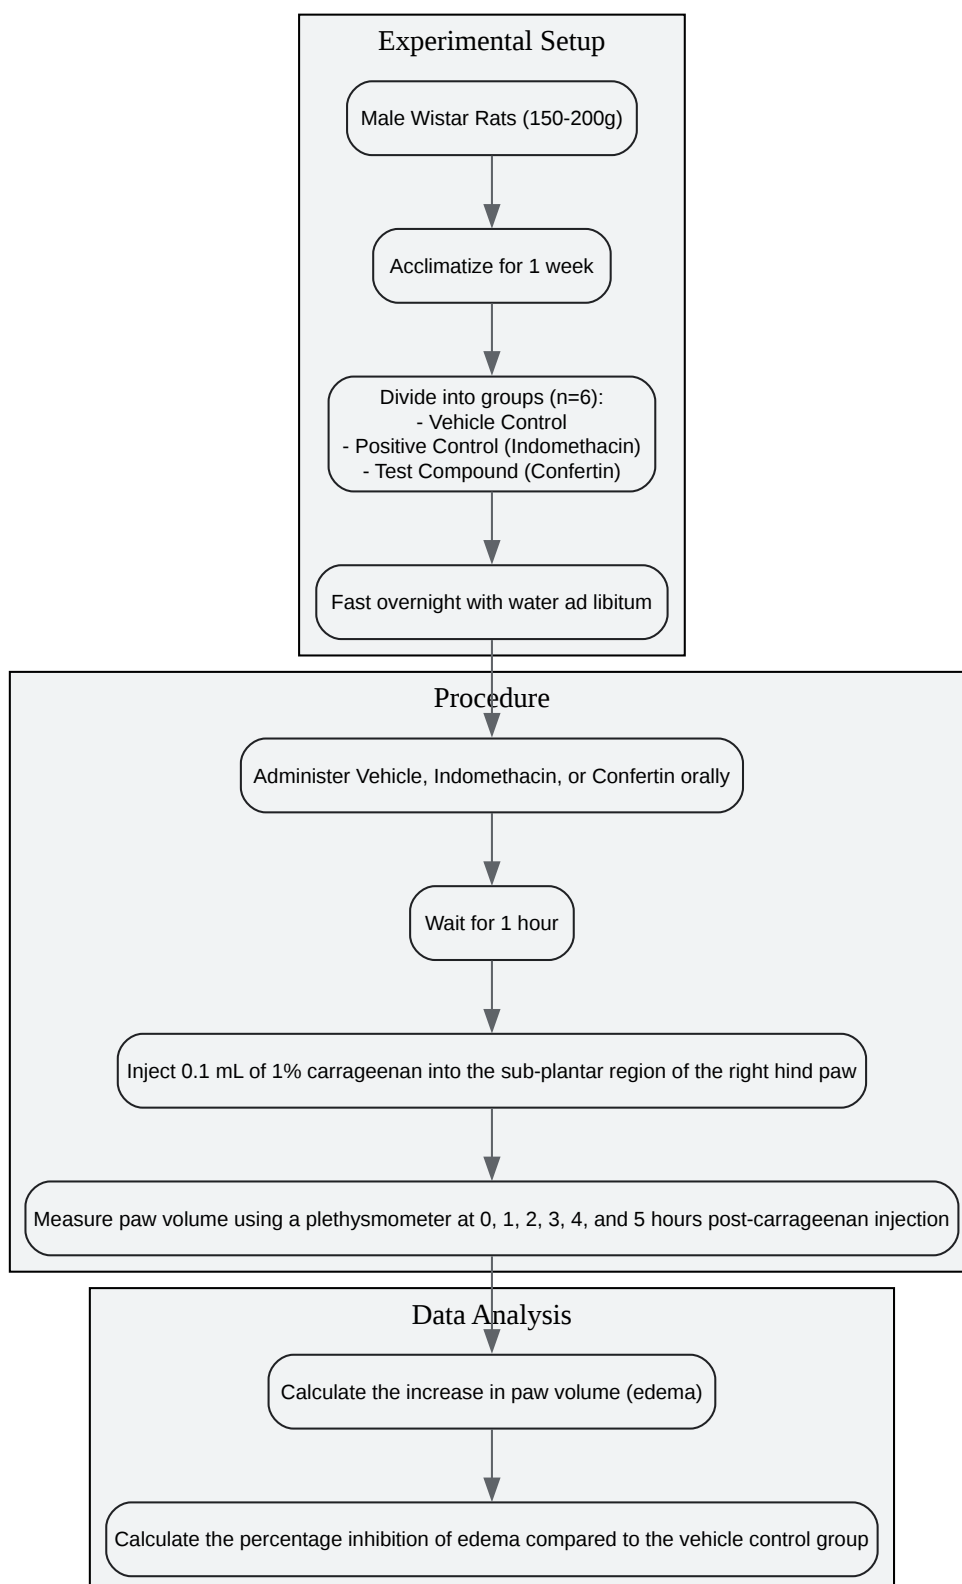 Experimental Setup
Male Wistar Rats (150-200g)
Acclimatize for 1 week
Divide into groups (n=6):
- Vehicle Control
- Positive Control (Indomethacin)
- Test Compound (Confertin)
Fast overnight with water ad libitum
Procedure
Administer Vehicle, Indomethacin, or Confertin orally
Wait for 1 hour
Inject 0.1 mL of 1% carrageenan into the sub-plantar region of the right hind paw
Measure paw volume using a plethysmometer at 0, 1, 2, 3, 4, and 5 hours post-carrageenan injection
Data Analysis
Calculate the increase in paw volume (edema)
Calculate the percentage inhibition of edema compared to the vehicle control group